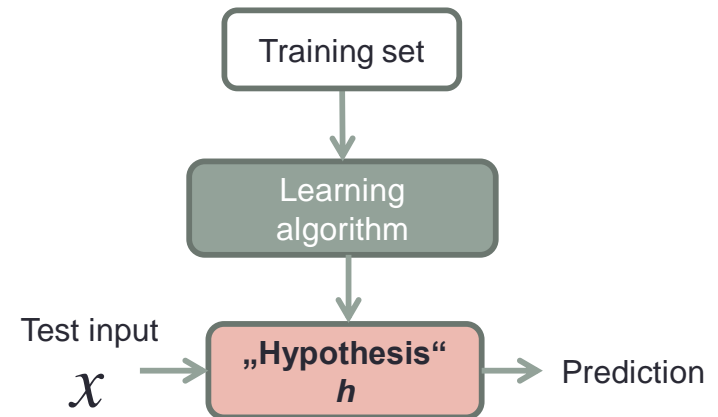 Training set
Learning
algorithm
Test input
x
„Hypothesis“
h
Prediction